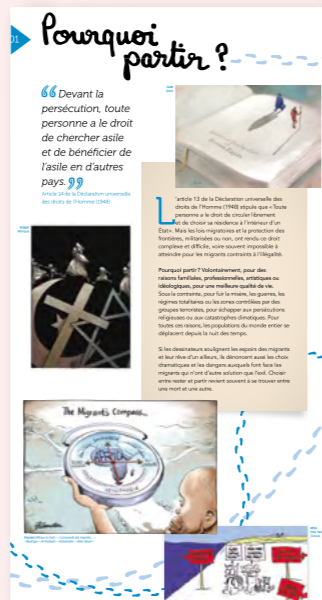 01
Pourquoi
partir ?
“ Devant la
persécution, toute
personne a le droit
de chercher asile
et de bénéficier de
l'asile en d'autres
pays. ”
Article 14 de la Déclaration universelle
des droits de l'Homme (1948)
L'article 13 de la Déclaration universelle des
droits de l'Homme (1948) stipule que « Toute
personne a le droit de circuler librement
et de choisir sa résidence à l'intérieur d'un
État». Mais les lois migratoires et la protection des
frontières, militarisées ou non, ont rendu ce droit
complexe et difficile, voire souvent impossible à
atteindre pour les migrants contraints à l'illégalité.
Pourquoi partir ? Volontairement, pour des
raisons familiales, professionnelles, artistiques ou
idéologiques, pour une meilleure qualité de vie.
Sous la contrainte, pour fuir la misère, les guerres, les
régimes totalitaires ou les zones contrôlées par des
groupes terroristes, pour échapper aux persécutions
religieuses ou aux catastrophes climatiques. Pour
toutes ces raisons, les populations du monde entier se
déplacent depuis la nuit des temps.
Si les dessinateurs soulignent les espoirs des migrants
et leur rêve d'un ailleurs, ils dénoncent aussi les choix
dramatiques et les dangers auxquels font face les
migrants qui n'ont d'autre solution que l'exil. Choisir
entre rester et partir revient souvent à se trouver entre
une mort et une autre.
The Migrant's Compass...
AFRICA